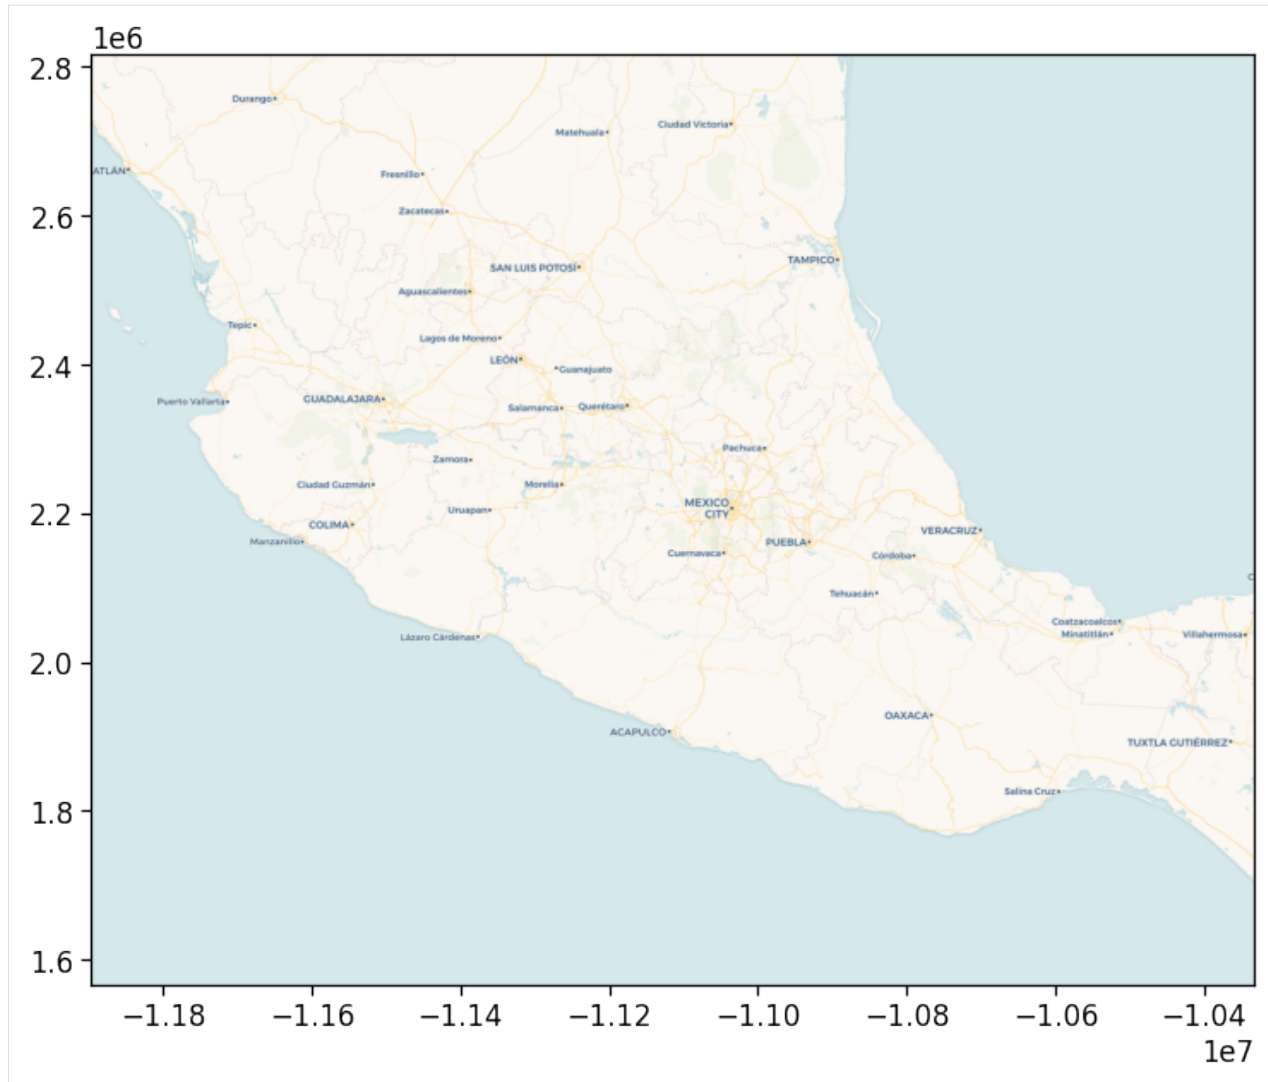 1e6
2.8
Durango
Ciudad Victoria
Matehuala
ATLÁN
Fresnillo
2.6
Zacatecas
TAMPICO
SAN LUIS POTOSÍ
Aguascalientes
Tepic
Lagos de Moreno
LEÓN
2.4
Guanajuato
Puerto Vallarta
GUADALAJARA
Salamanca
Querétaro
Pachuca
Zamora
Ciudad Guzmán
Morelia
MEXICO
CITY
Uruapan
2.2
COLIMA
VERACRUZ
Manzanillo
PUEBLA
Cuernavaca
Córdoba
C
Tehuacán
Coatzacoalcos
Minatitlán
Villahermosa
Lázaro Cárdenas
2.0
OAXACA
ACAPULCO
TUXTLA GUTIÉRREZ
Salina Cruz
1.8
1.6
−1.18 −1.16 −1.14 −1.12 −1.10 −1.08 −1.06 −1.04
1e7